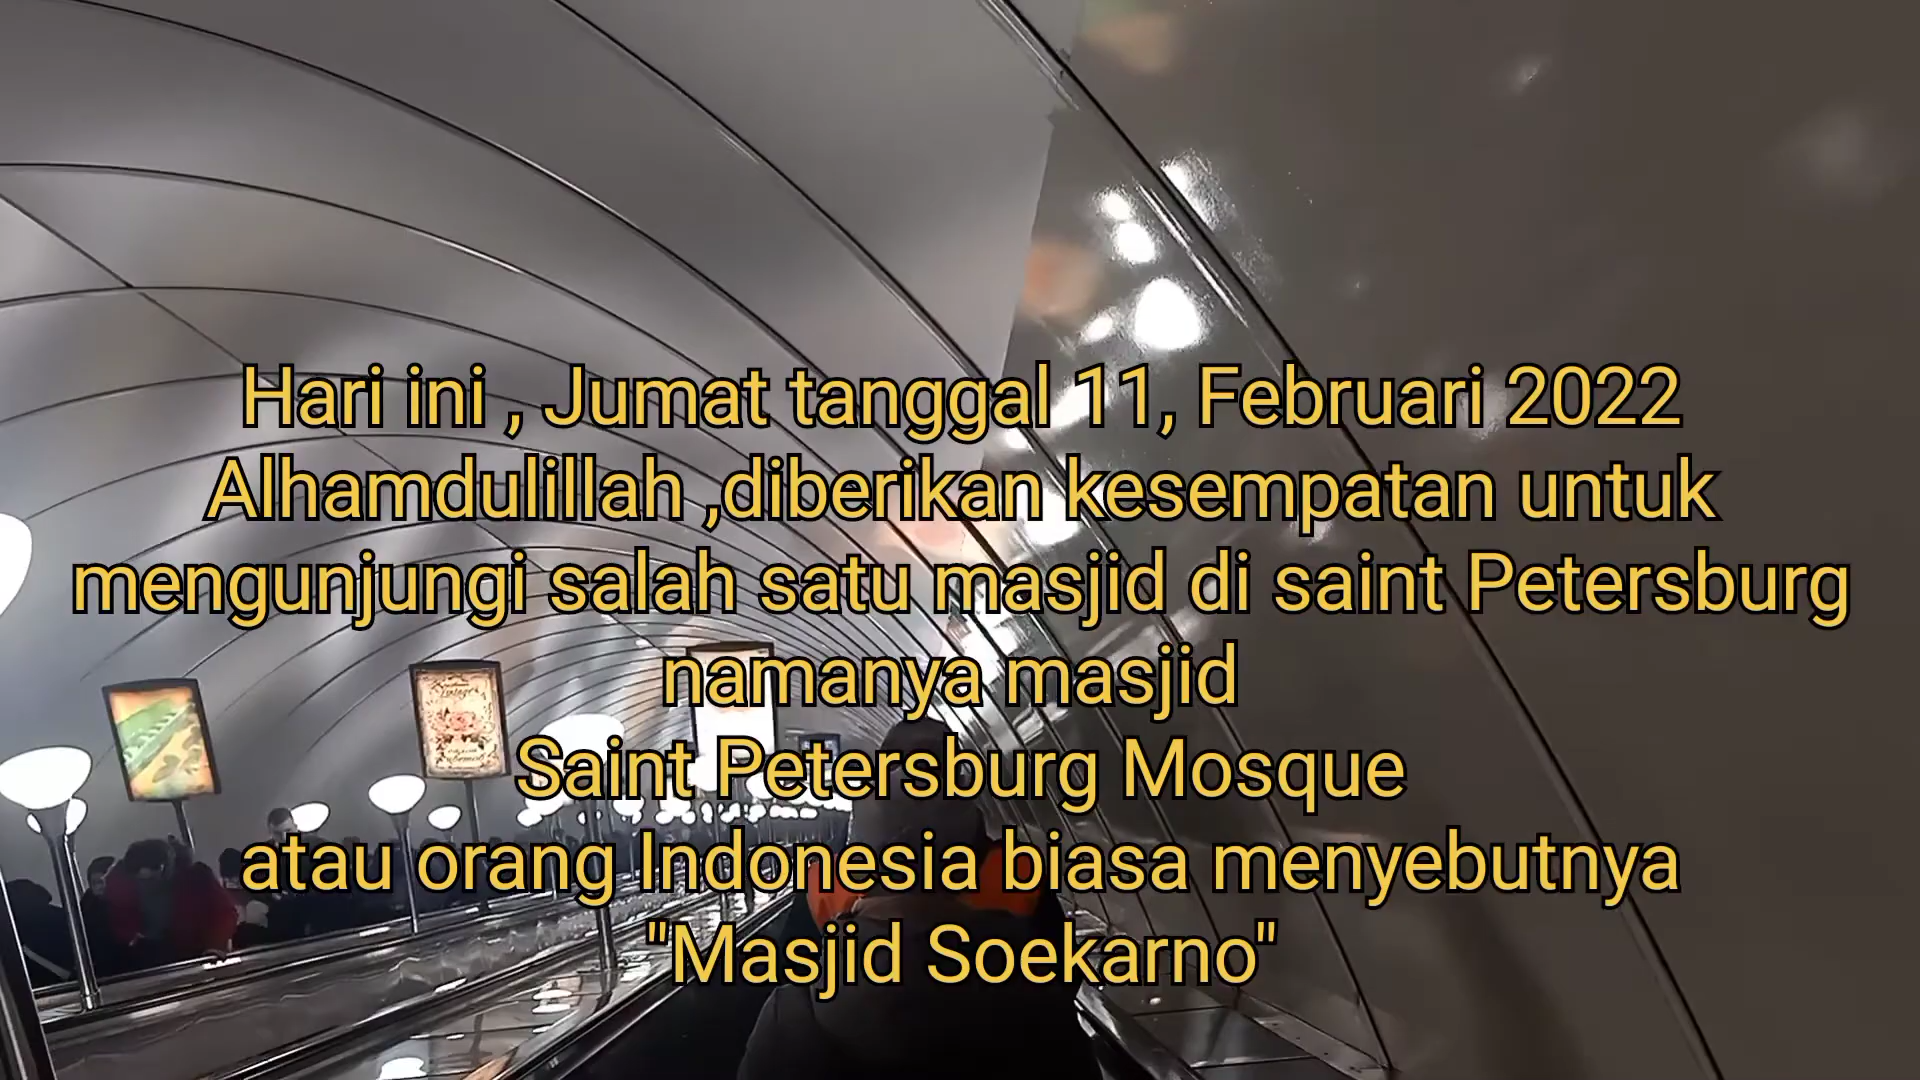 Hari ini , Jumat tanggal 11, Februari 2022
Alhamdulillah ,diberikan kesempatan untuk
mengunjungi salah satu masjid di saint Petersburg
namanya masjid
Saint Petersburg Mosque
atau orang Indonesia biasa menyebutnya
"Masjid Soekarno"